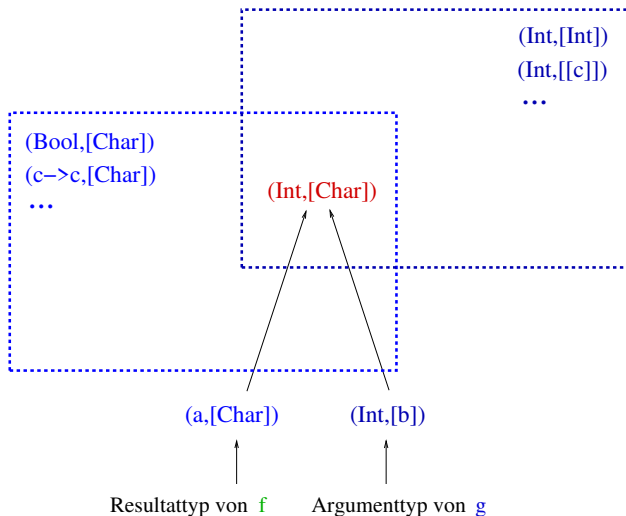 (Int,[Int])
(Int,[[c]])
...
(Bool,[Char])
(c->c,[Char])
...
(Int,[Char])
(a,[Char]) (Int,[b])
Resultattyp von f Argumenttyp von g